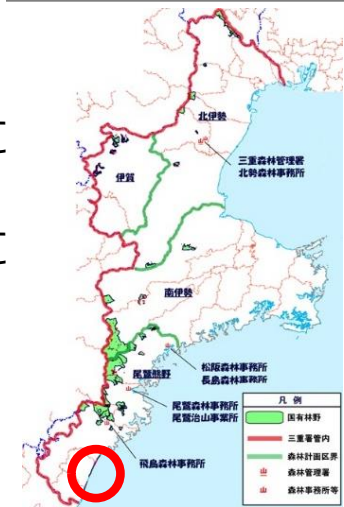 に
に
北伊勢
三重森林管理署
北勢森林事務所
伊賀
南伊勢
松阪森林事務所
長島森林事務所
尾鷲熊野
尾鷲森林事務所
尾鷲治山事業所
飛鳥森林事務所
凡例
国有林野
三重署管内
森林計画区界
森林管理署
森林事務所等